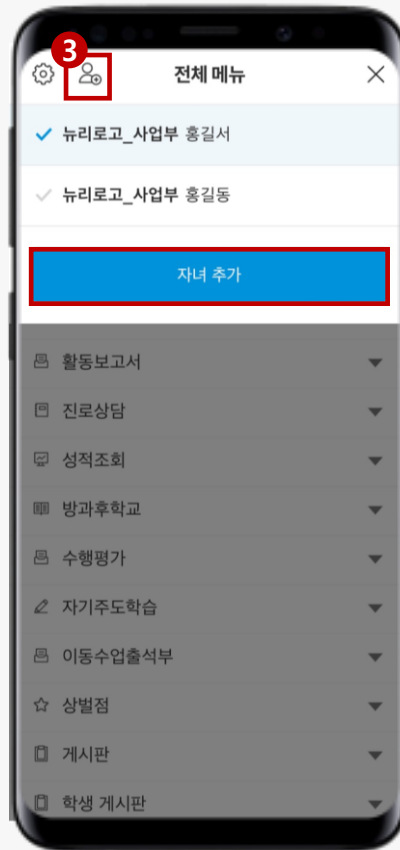 3
전체 메뉴
뉴리로고_사업부 홍길서
뉴리로고_사업부 홍길동
자녀 추가
활동보고서
진로상담
성적조회
방과후학교
수행평가
자기주도학습
이동수업출석부
상벌점
게시판
학생 게시판